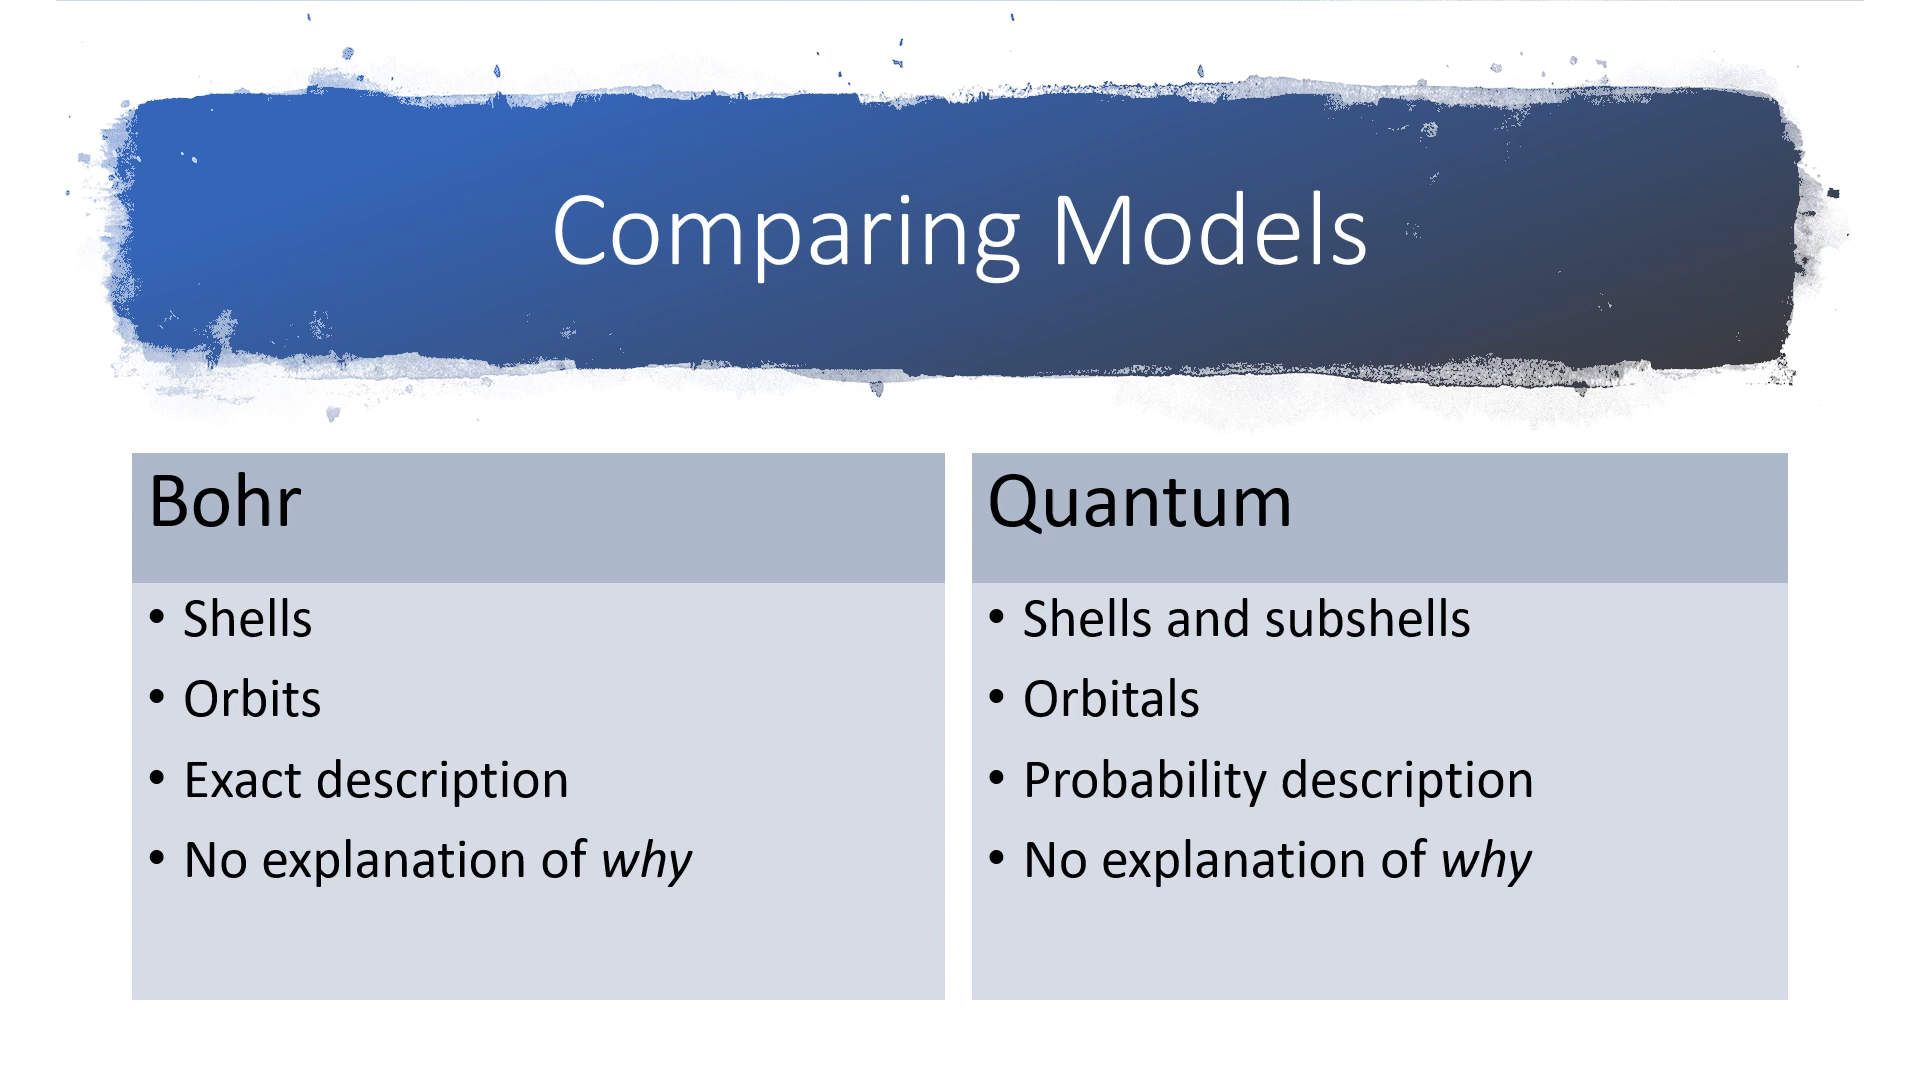 Comparing Models
Bohr
• Shells
• Orbits
• Exact description
• No explanation of why
Quantum
• Shells and subshells
• Orbitals
• Probability description
• No explanation of why